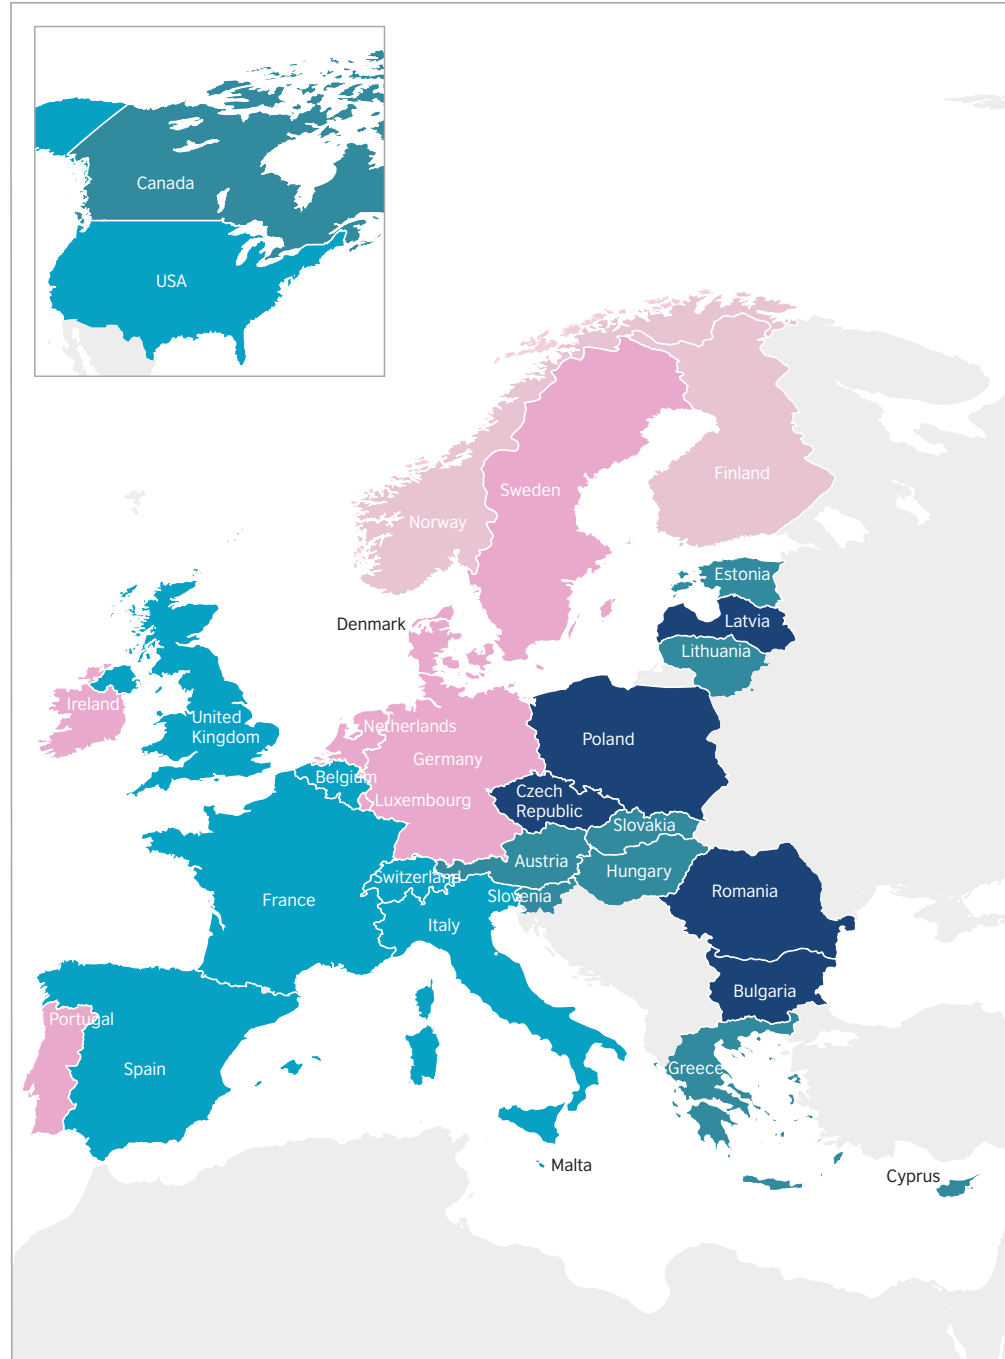 Canada
USA
Finland
Sweden
Norway
Estonia
Latvia
Denmark
Lithuania
Ireland
United
Kingdom
Netherlands
Germany
Poland
Belgium
Luxembourg
Czech
Republic
Slovakia
Austria
Hungary
Switzerland
Slovenia
Romania
France
Italy
Bulgaria
Portugal
Spain
Greece
Malta
Cyprus